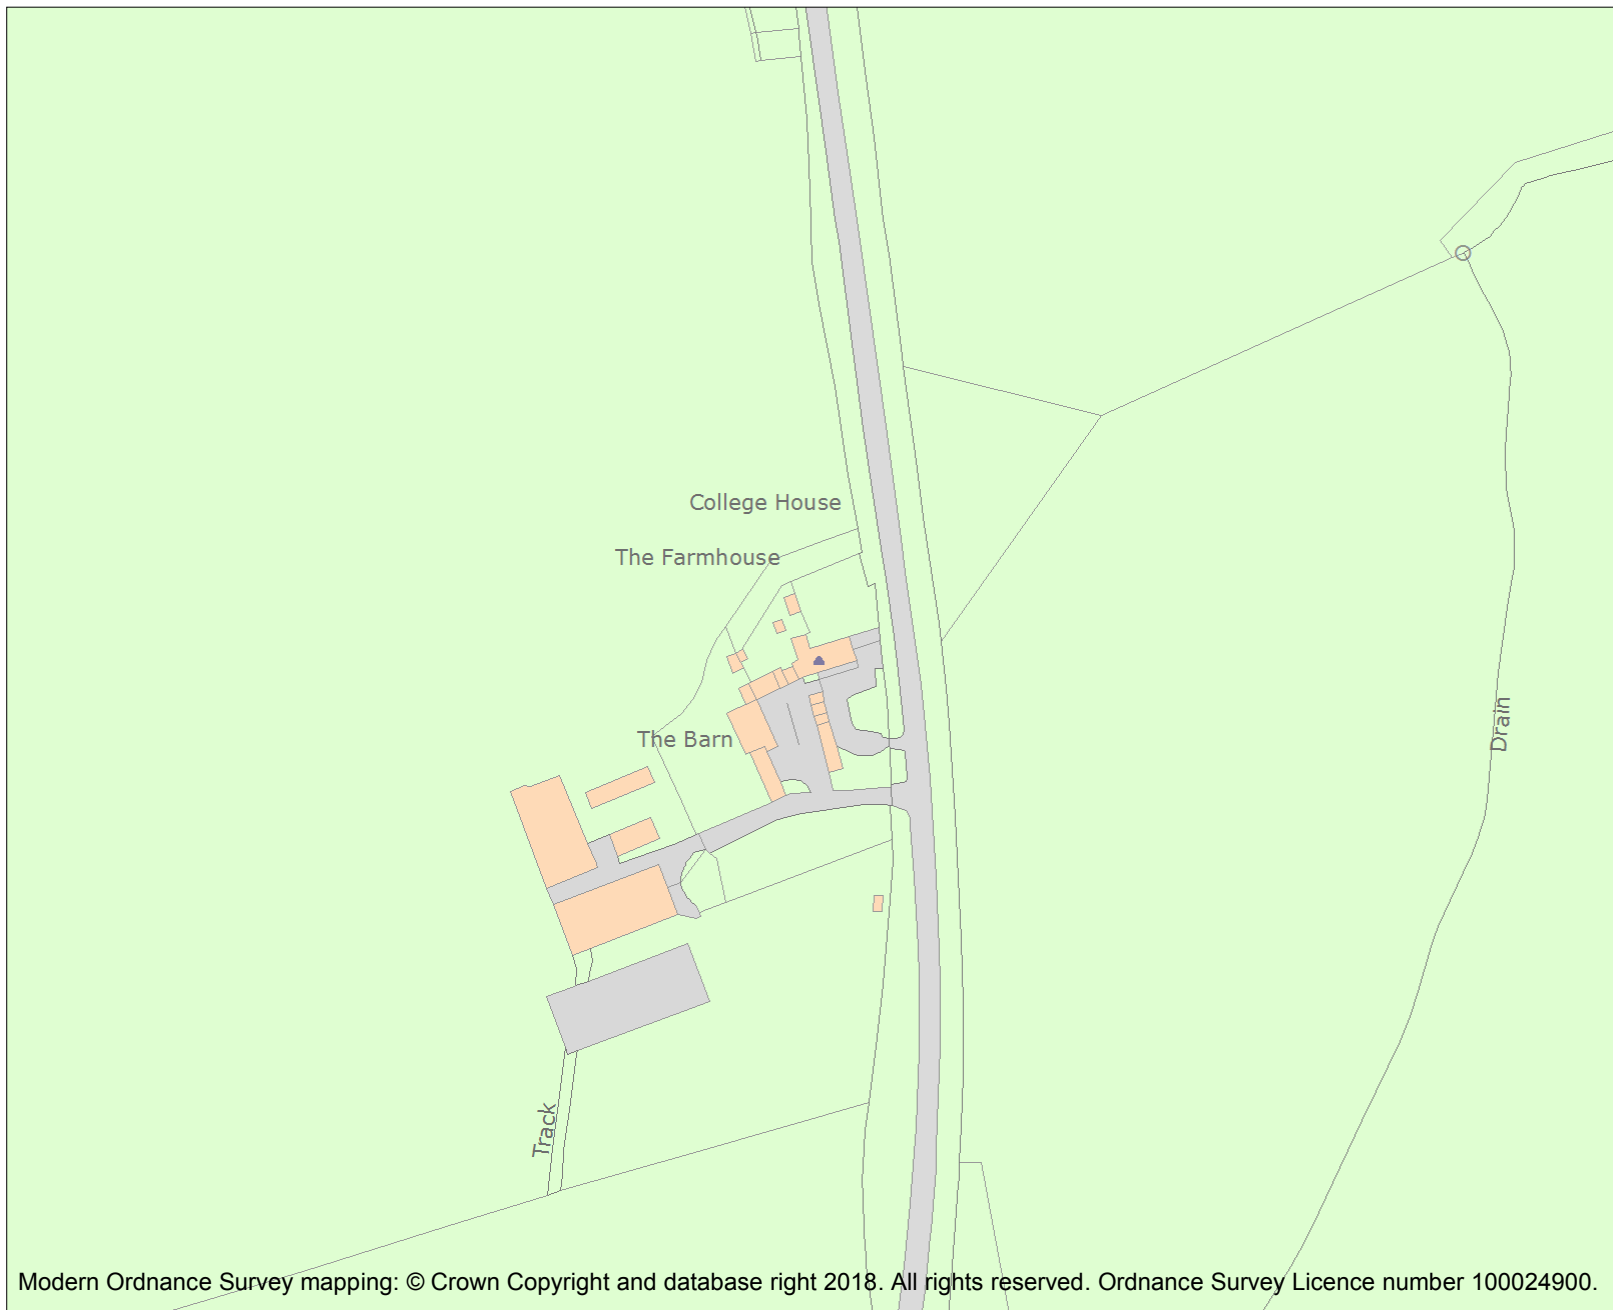 College House
The Farmhouse
Drain
The Barn
Track
Modern Ordnance Survey mapping: © Crown Copyright and database right 2018. All rights reserved. Ordnance Survey Licence number 100024900.